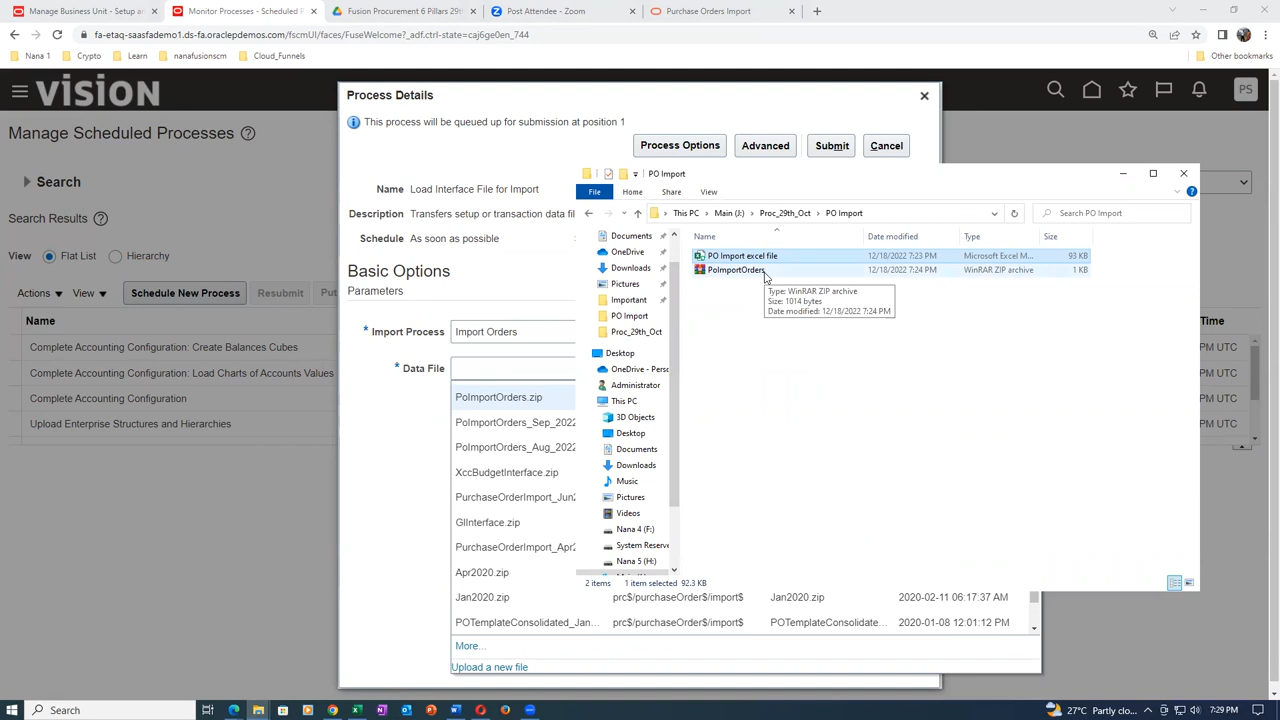 Manage Business Unit - Setup an
Monitor Processes - Scheduled P
Fusion Procurement 6 Pillars 29th
Post Attendee - Zoom
Purchase Orders Import
fa-etaq-saasfademo1.ds-fa.oraclepdemos.com/fscmUI/faces/FuseWelcome?_adf.ctrl-state=caj6ge0en_744
Nana 1
Crypto
Learn
nanafusionscm
Cloud_Funnels
Other bookmarks
VISION
PS
Manage Scheduled Processes
Search
Search Results
View
Flat List
Hierarchy
Actions
View
Schedule New Process
Resubmit
Put
Name
Complete Accounting Configuration: Create Balances Cubes
Complete Accounting Configuration: Load Charts of Accounts Values
Complete Accounting Configuration
Upload Enterprise Structures and Hierarchies
Time
PM UTC
PM UTC
PM UTC
PM UTC
Process Details
This process will be queued up for submission at position 1
Process Options
Advanced
Submit
Cancel
Name
Load Interface File for Import
Description
Transfers setup or transaction data fil
Schedule
As soon as possible
Basic Options
Parameters
* Import Process
Import Orders
* Data File
PoImportOrders.zip
PoImportOrders_Sep_2022
PoImportOrders_Aug_2022
XccBudgetInterface.zip
PurchaseOrderImport_Jun2
GlInterface.zip
PurchaseOrderImport_Apr2
Apr2020.zip
Jan2020.zip prc$/purchaseOrder$/import$ Jan2020.zip 2020-02-11 06:17:37 AM
POTemplateConsolidated_Jan... prc$/purchaseOrder$/import$ POTemplateConsolidate... 2020-01-08 12:01:12 PM
More...
Upload a new file
PO Import
File
Home
Share
View
This PC
Main (J:)
Proc_29th_Oct
PO Import
Search PO Import
Name
Date modified
Type
Size
PO Import excel file 12/18/2022 7:23 PM Microsoft Excel M... 93 KB
PoImportOrders 12/18/2022 7:24 PM WinRAR ZIP archive 1 KB
Type: WinRAR ZIP archive
Size: 1014 bytes
Date modified: 12/18/2022 7:24 PM
Documents
OneDrive
Downloads
Pictures
Important
PO Import
Proc_29th_Oct
Desktop
OneDrive - Perso
Administrator
This PC
3D Objects
Desktop
Documents
Downloads
Music
Pictures
Videos
Nana 4 (F:)
System Reserve
Nana 5 (H:)
2 items
1 item selected 92.3 KB
Search
27°C Partly clo...
7:29 PM